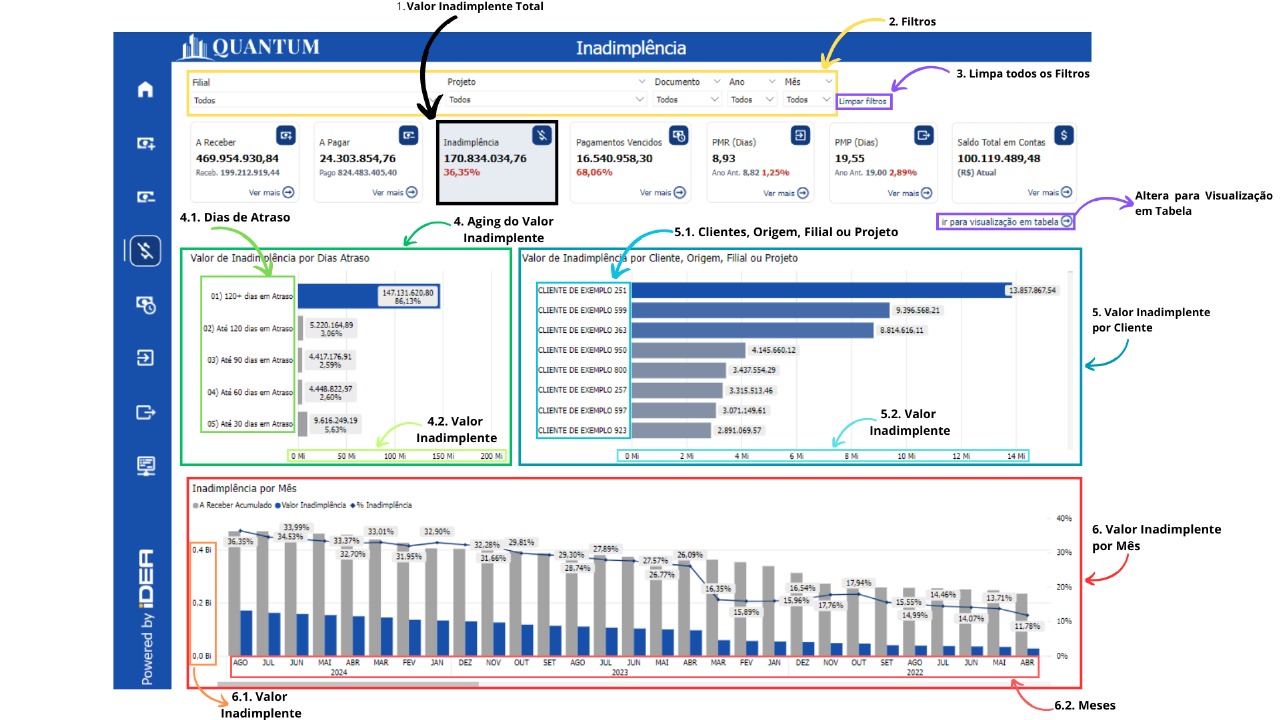 1. Valor Inadimplente Total
2. Filtros
QUANTUM
Inadimplência
3. Limpa todos os Filtros
Filial
Projeto
Documento
Ano
Mês
Todos
Todos
Todos
Todos
Todos
Limpar filtros
A Receber
469.954.930,84
Receb. 199.212.919,44
Ver mais
A Pagar
24.303.854,76
Pago 824.483.405,40
Ver mais
Inadimplência
170.834.034,76
36,35%
Pagamentos Vencidos
16.540.958,30
68,06%
Ver mais
PMR (Dias)
8,93
Ano Ant. 8,82 1,25%
Ver mais
PMP (Dias)
19,55
Ano Ant. 19,00 2,89%
Ver mais
Saldo Total em Contas
100.119.489,48
(R$) Atual
Ver mais
Altera para Visualização
em Tabela
ir para visualização em tabela
4.1. Dias de Atraso
4. Aging do Valor
Inadimplente
5.1. Clientes, Origem, Filial ou Projeto
Valor de Inadimplência por Dias Atraso
01) 120+ dias em Atraso
147.131.620,80
86,13%
02) Até 120 dias em Atraso
5.220.164,89
3,06%
03) Até 90 dias em Atraso
4.417.176,91
2,59%
04) Até 60 dias em Atraso
4.448.822,97
2,60%
05) Até 30 dias em Atraso
9.616.249,19
5,63%
4.2. Valor
Inadimplente
0 Mi
50 Mi
100 Mi
150 Mi
200 Mi
Valor de Inadimplência por Cliente, Origem, Filial ou Projeto
CLIENTE DE EXEMPLO 251
13.857.867,54
CLIENTE DE EXEMPLO 599
9.396.568,21
CLIENTE DE EXEMPLO 363
8.814.616,11
CLIENTE DE EXEMPLO 950
4.145.660,12
CLIENTE DE EXEMPLO 800
3.437.554,29
CLIENTE DE EXEMPLO 257
3.315.513,46
CLIENTE DE EXEMPLO 597
3.071.149,61
CLIENTE DE EXEMPLO 923
2.891.069,57
5.2. Valor
Inadimplente
0 Mi
2 Mi
4 Mi
6 Mi
8 Mi
10 Mi
12 Mi
14 Mi
5. Valor Inadimplente
por Cliente
Inadimplência por Mês
A Receber Acumulado
Valor Inadimplência
% Inadimplência
0,4 Bi
0,2 Bi
0,0 Bi
36,35%
34,53%
33,99%
33,37%
32,70%
33,01%
31,95%
32,90%
32,28%
31,66%
29,81%
29,30%
28,74%
27,89%
27,57%
26,77%
26,09%
16,35%
15,89%
15,96%
16,54%
17,76%
17,94%
15,55%
14,99%
14,46%
14,07%
13,71%
11,78%
40%
30%
20%
10%
0%
AGO
JUL
JUN
MAI
ABR
MAR
FEV
JAN
DEZ
NOV
OUT
SET
AGO
JUL
JUN
MAI
ABR
MAR
FEV
JAN
DEZ
NOV
OUT
SET
AGO
JUL
JUN
MAI
ABR
2024
2023
2022
6. Valor Inadimplente
por Mês
6.1. Valor
Inadimplente
6.2. Meses
Powered by iDEA